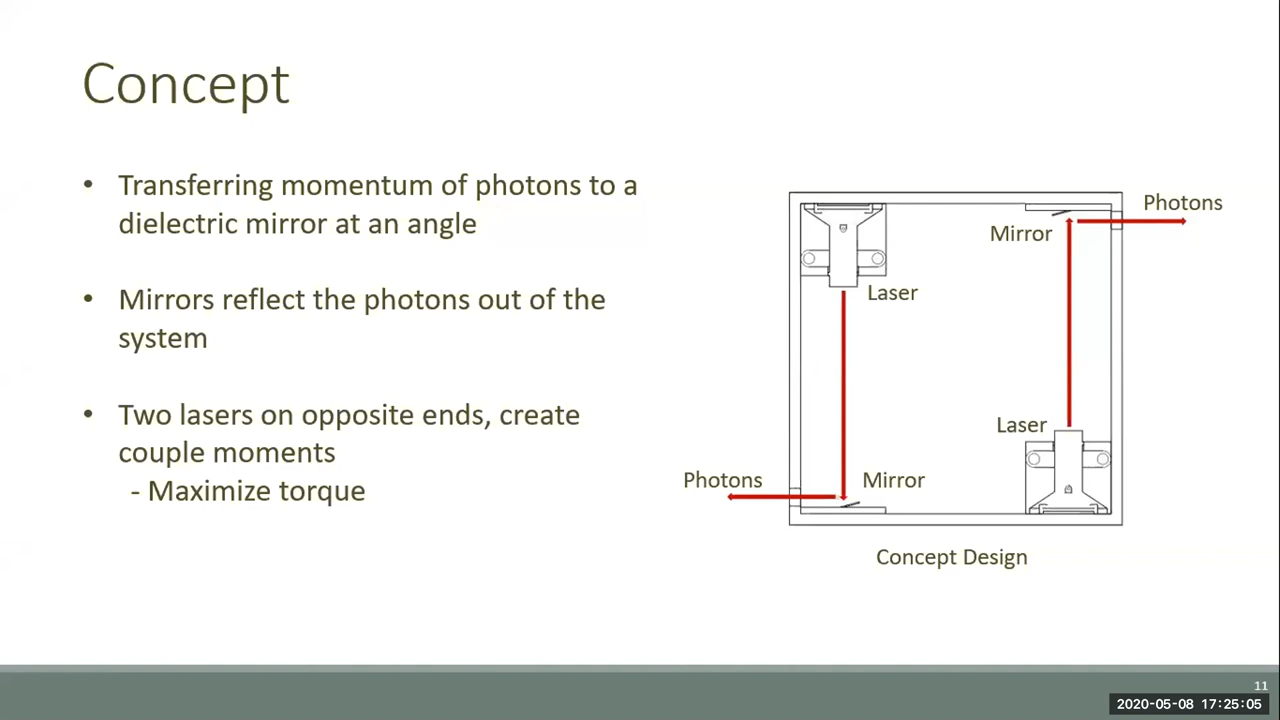 Concept
• Transferring momentum of photons to a
dielectric mirror at an angle
• Mirrors reflect the photons out of the
system
• Two lasers on opposite ends, create
couple moments
- Maximize torque
Photons
Mirror
Laser
Laser
Photons
Mirror
Concept Design
11
2020-05-08 17:25:05